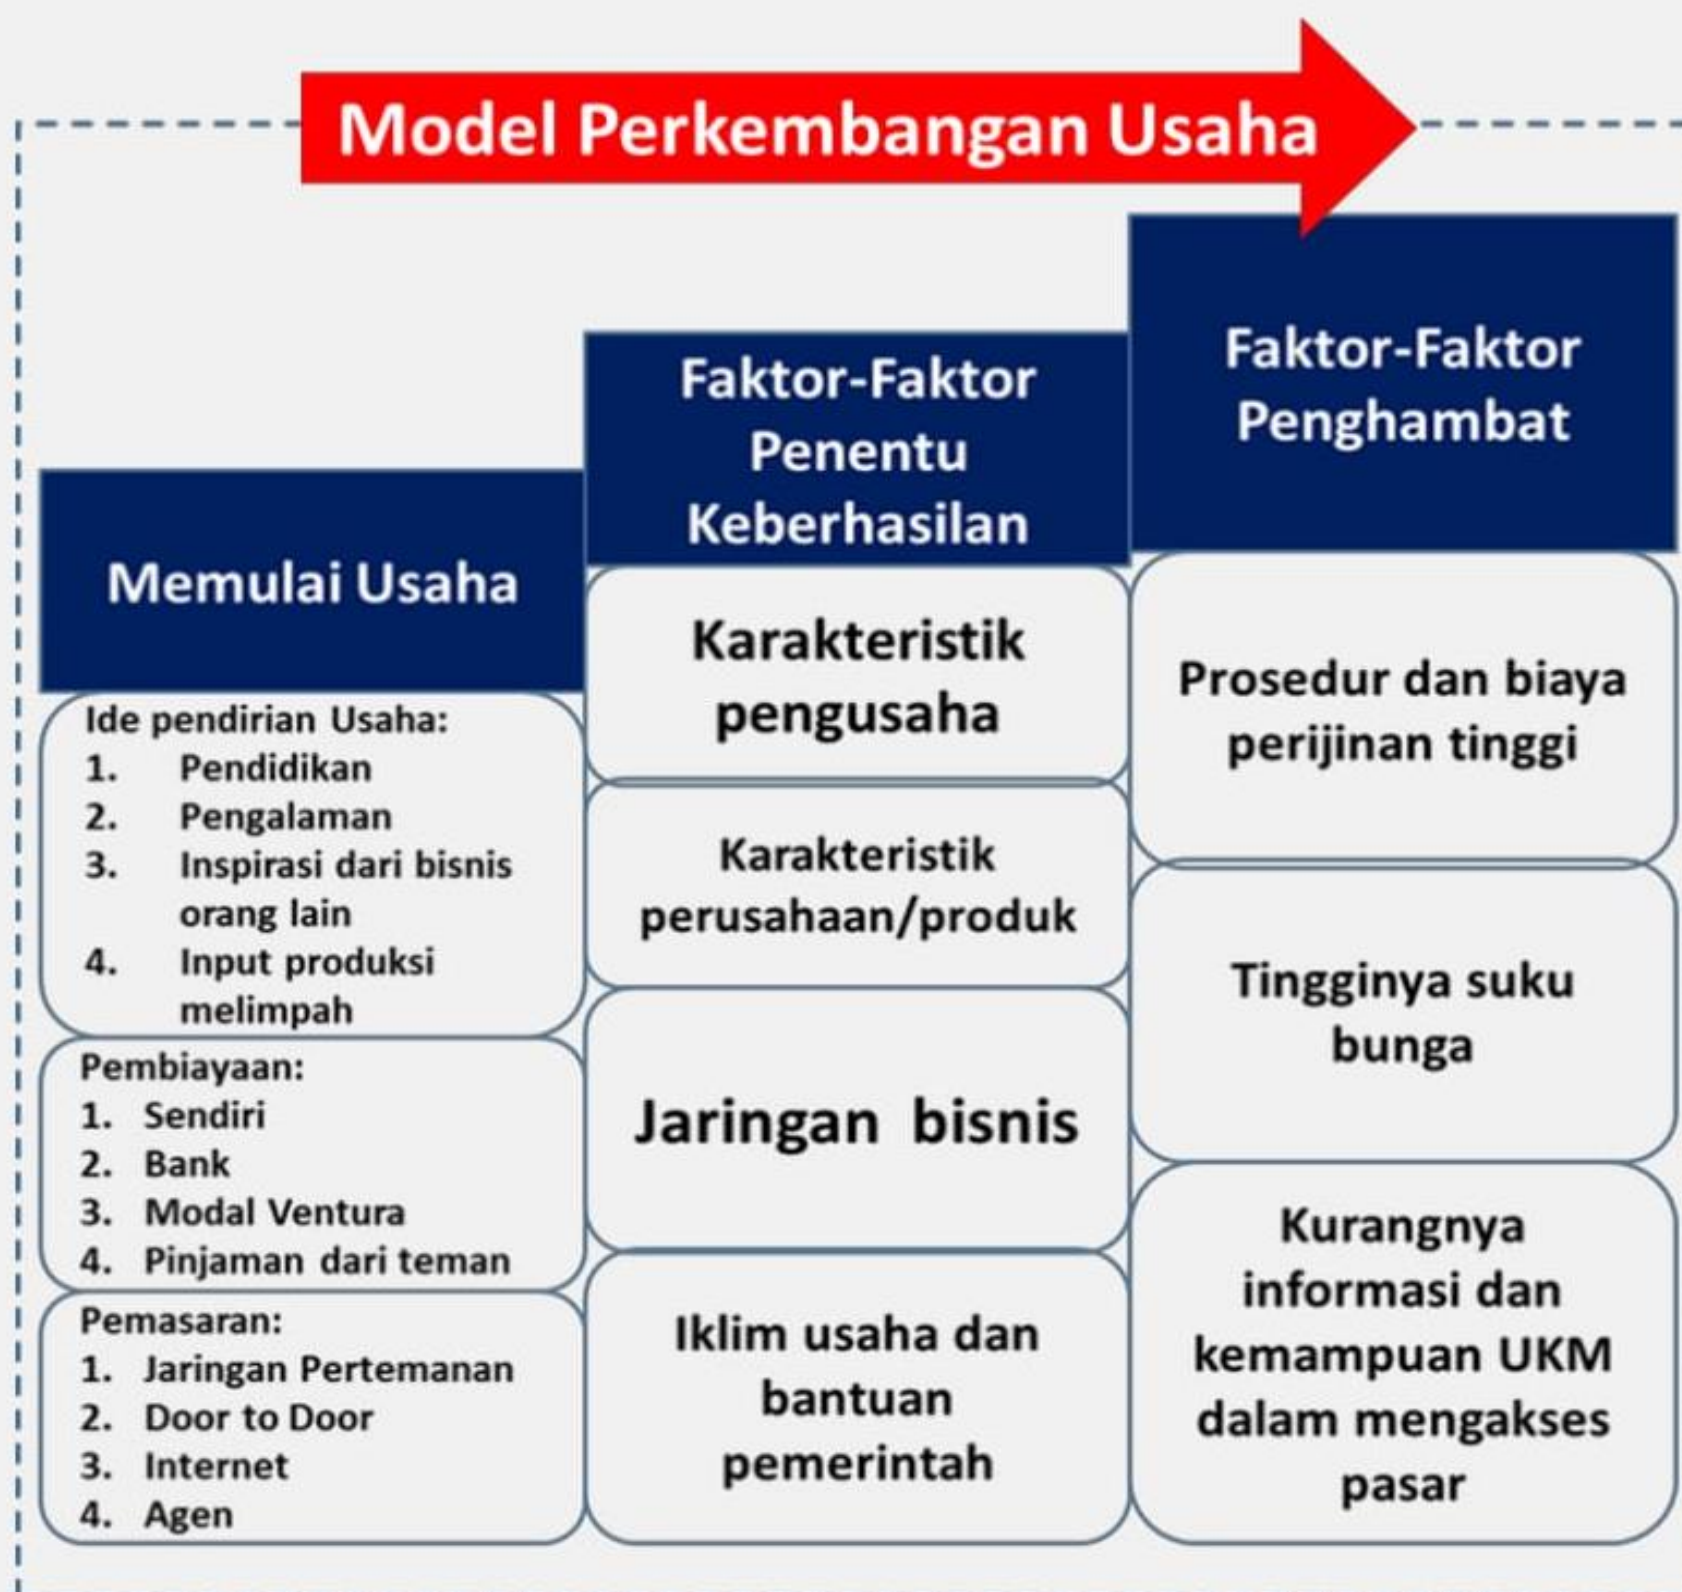 Model Perkembangan Usaha
Memulai Usaha
Ide pendirian Usaha:
1. Pendidikan
2. Pengalaman
3. Inspirasi dari bisnis
orang lain
4. Input produksi
melimpah
Pembiayaan:
1. Sendiri
2. Bank
3. Modal Ventura
4. Pinjaman dari teman
Pemasaran:
1. Jaringan Pertemanan
2. Door to Door
3. Internet
4. Agen
Faktor-Faktor
Penentu
Keberhasilan
Karakteristik
pengusaha
Karakteristik
perusahaan/produk
Jaringan bisnis
Iklim usaha dan
bantuan
pemerintah
Faktor-Faktor
Penghambat
Prosedur dan biaya
perijinan tinggi
Tingginya suku
bunga
Kurangnya
informasi dan
kemampuan UKM
dalam mengakses
pasar